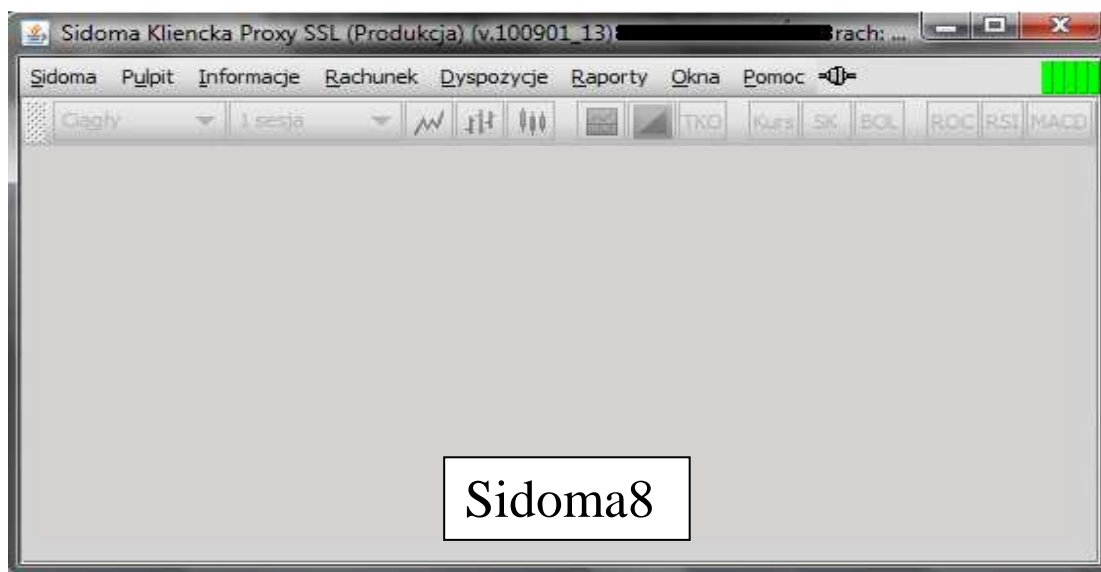 Sidoma Kliencka Proxy SSL (Produkcja) (v.100901_13) rach: ...
Sidoma Pulpit Informacje Rachunek Dyspozycje Raporty Okna Pomoc
Ciągły 1 sesja TKO Kurs SK BOL ROC RSI MACD
Sidoma8